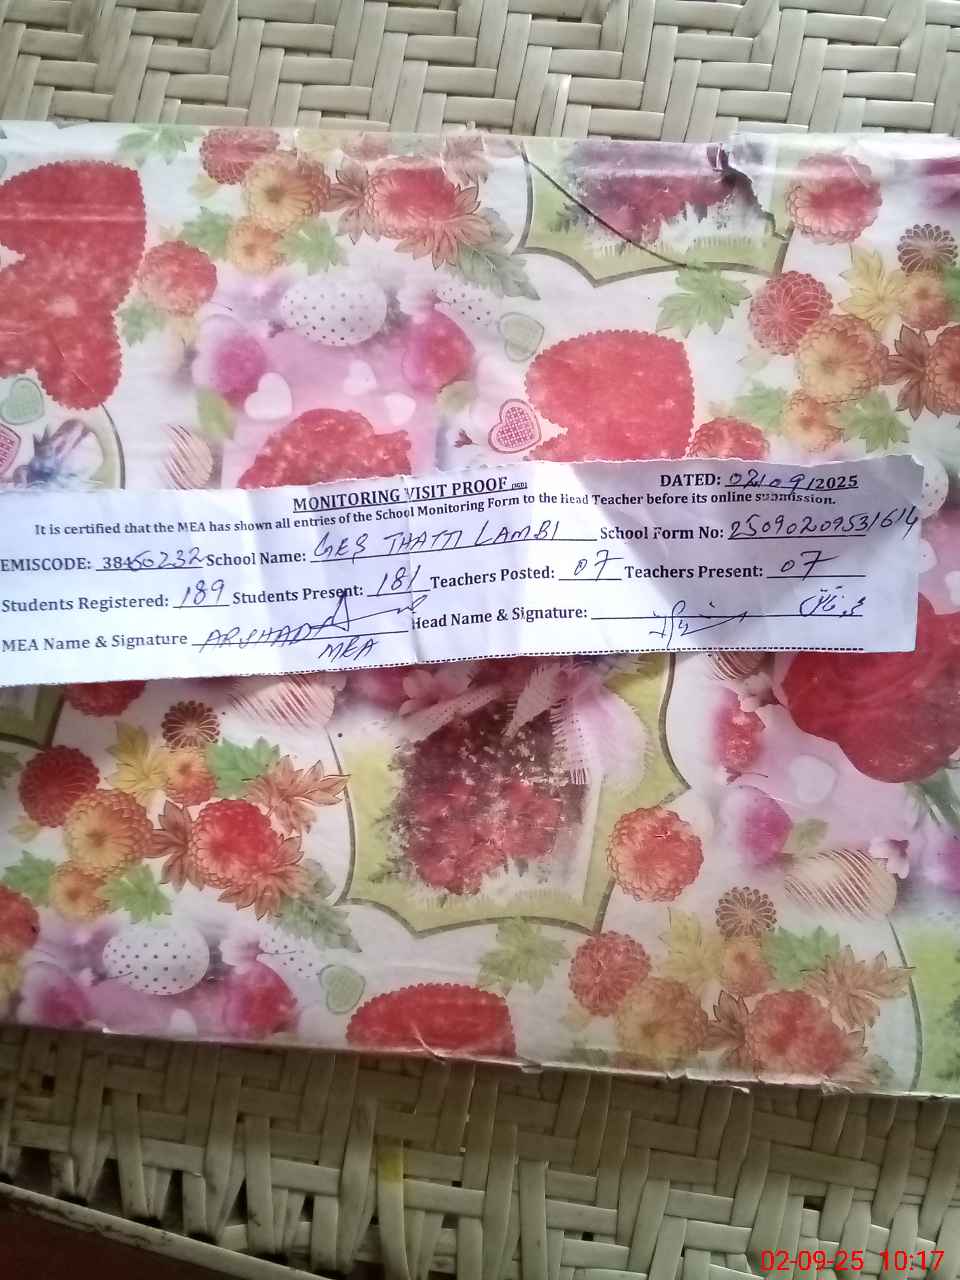 MONITORING VISIT PROOF
DATED: 02/09/2025
It is certified that the MEA has shown all entries of the School Monitoring Form to the Head Teacher before its online submission.
EMISCODE: 38450232 School Name: GES THATTI LAMBI School Form No: 25090209531614
Students Registered: 189 Students Present: 181 Teachers Posted: 07 Teachers Present: 07
MEA Name & Signature ARSHAD Head Name & Signature:
MEA
02-09-25 10:17